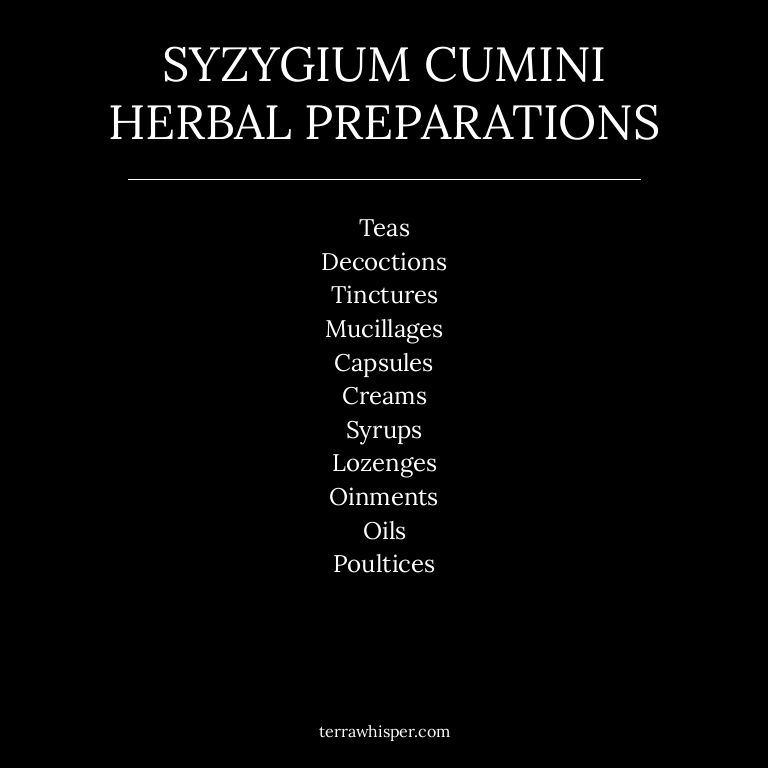 SYZYGIUM CUMINI
HERBAL PREPARATIONS
Teas
Decoctions
Tinctures
Mucillages
Capsules
Creams
Syrups
Lozenges
Oinments
Oils
Poultices
terrawhisper.com